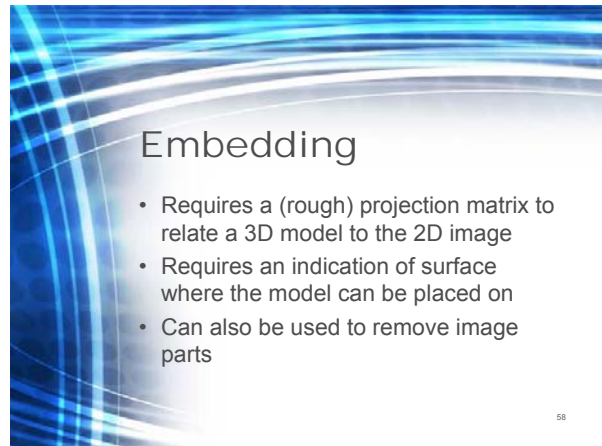 Embedding
• Requires a (rough) projection matrix to
relate a 3D model to the 2D image
• Requires an indication of surface
where the model can be placed on
• Can also be used to remove image
parts
58